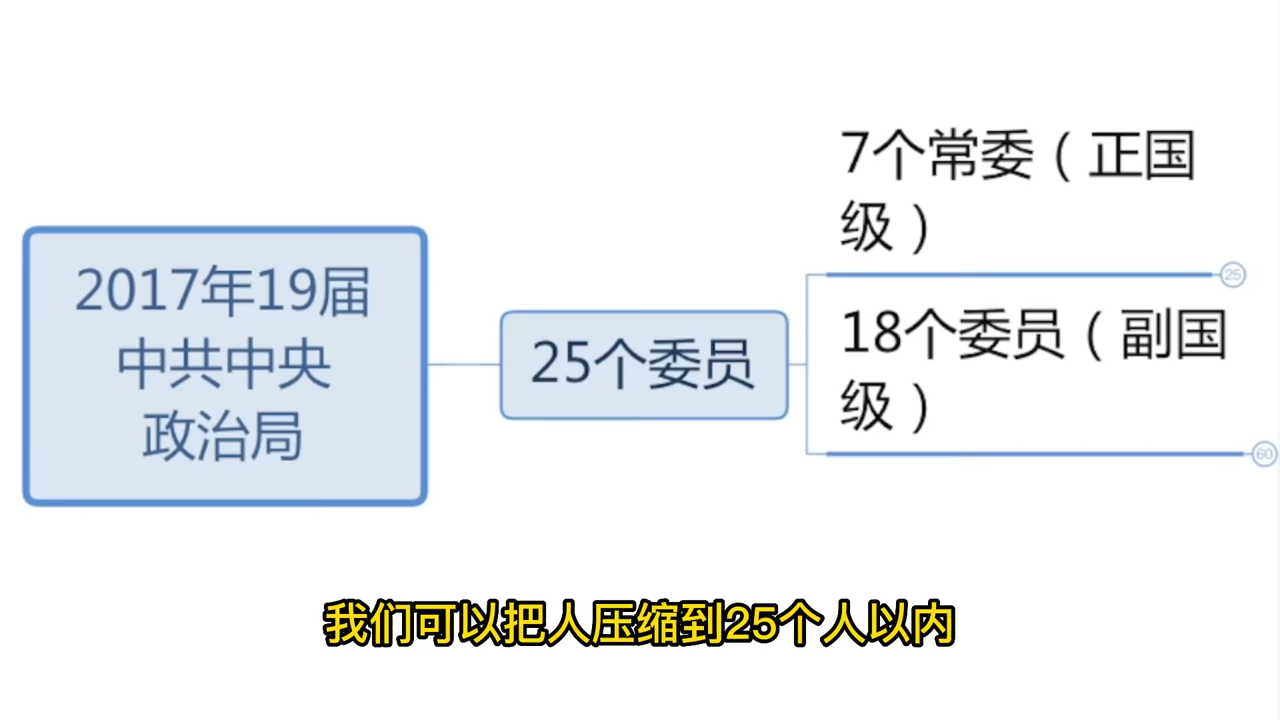 2017年19届
中共中央
政治局
25个委员
7个常委（正国
级）
25
18个委员（副国
级）
60
我们可以把人压缩到25个人以内